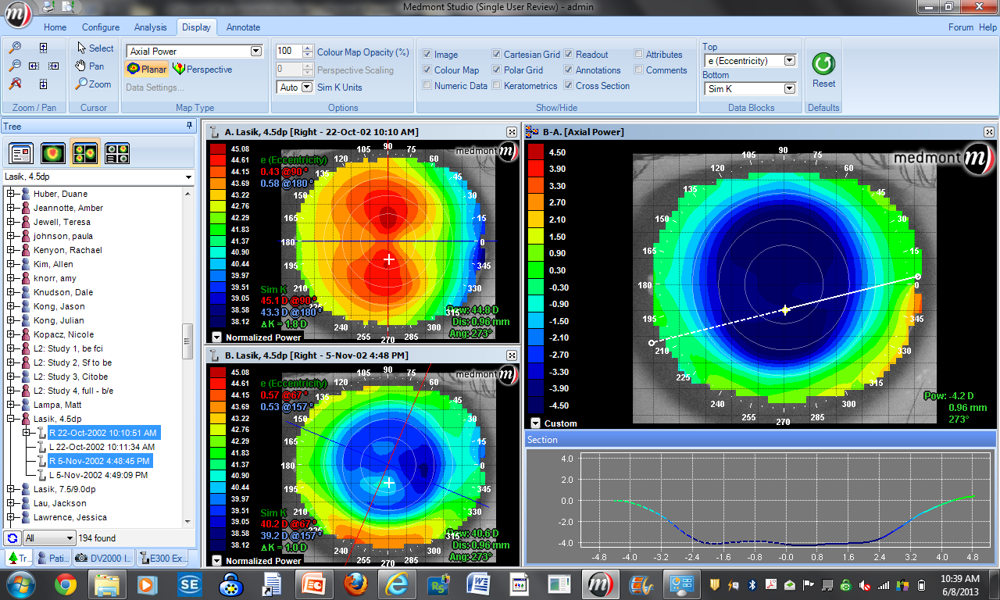 Medmont Studio (Single User Review) - admin
Home Configure Analysis Display Annotate Forum Help
Select
Pan
Zoom
Zoom / Pan
Cursor
Axial Power
Planar Perspective
Data Settings...
Map Type
100 Colour Map Opacity (%)
0 Perspective Scaling
Auto Sim K Units
Options
Image Cartesian Grid Readout Attributes
Colour Map Polar Grid Annotations Comments
Numeric Data Keratometrics Cross Section
Show/Hide
Top
e (Eccentricity)
Bottom
Sim K
Data Blocks
Reset
Defaults
Tree
Lasik, 4.5dp
Huber, Duane
Jeannotte, Amber
Jewell, Teresa
johnson, paula
Kenyon, Rachael
Kim, Allen
knorr, amy
Knudson, Dale
Kong, Jason
Kong, Julian
Kopacz, Nicole
L2: Study 1, be fci
L2: Study 2, Sf to be
L2: Study 3, Citobe
L2: Study 4, full - b/e
Lampa, Matt
Lasik, 4.5dp
R 22-Oct-2002 10:10:51 AM
L 22-Oct-2002 10:11:34 AM
R 5-Nov-2002 4:48:45 PM
L 5-Nov-2002 4:49:09 PM
Lasik, 7.5/9.0dp
Lau, Jackson
Lawrence, Jessica
All 194 found
Tr... Pati... DV2000 I... E300 Ex...
A. Lasik, 4.5dp [Right - 22-Oct-02 10:10 AM]
45.08
44.61
44.15
43.69
43.22
42.76
42.29
41.83
41.37
40.90
40.44
39.97
39.51
39.05
38.58
38.12
medmont
e (Eccentricity)
0.43 @90 °
0.58 @180 °
90
105 75
120 60
135 45
150 30
165 15
180 0
195 345
210 330
225 315
240 300
255 285
270
Sim K
45.1 D @90 °
43.3 D @180 °
ΔK = 1.8 D
Pow: 44.8 D
Dis: 0.96 mm
Ang: 273°
Normalized Power
B. Lasik, 4.5dp [Right - 5-Nov-02 4:48 PM]
45.08
44.61
44.15
43.69
43.22
42.76
42.29
41.83
41.37
40.90
40.44
39.97
39.51
39.05
38.58
38.12
medmont
e (Eccentricity)
0.57 @67 °
0.53 @157 °
90
105 75
120 60
135 45
150 30
165 15
180 0
195 345
210 330
225 315
240 300
255 285
270
Sim K
40.2 D @67 °
39.2 D @157 °
ΔK = 1.0 D
Pow: 40.6 D
Dis: 0.96 mm
Ang: 273°
Normalized Power
B-A. [Axial Power]
4.50
3.90
3.30
2.70
2.10
1.50
0.90
0.30
-0.30
-0.90
-1.50
-2.10
-2.70
-3.30
-3.90
-4.50
medmont
90
105 75
120 60
135 45
150 30
165 15
180 0
195 345
210 330
225 315
240 300
255 285
270
Pow: -4.2 D
0.96 mm
273°
Custom
Section
4.0
2.0
0.0
-2.0
-4.0
-4.8 -4.0 -3.2 -2.4 -1.6 -0.8 -0.0 0.8 1.6 2.4 3.2 4.0 4.8
SE
10:39 AM
6/8/2013